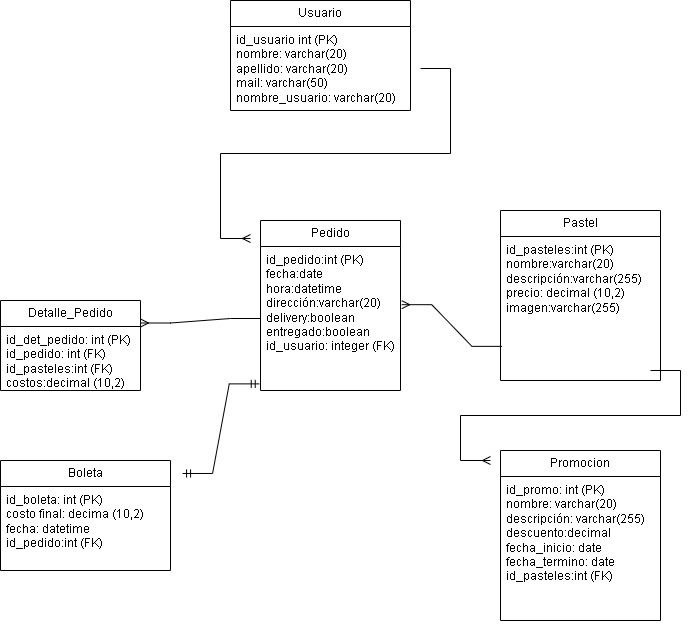 Usuario
id_usuario int (PK)
nombre: varchar(20)
apellido: varchar(20)
mail: varchar(50)
nombre_usuario: varchar(20)
Pedido
id_pedido:int (PK)
fecha:date
hora:datetime
dirección:varchar(20)
delivery:boolean
entregado:boolean
id_usuario: integer (FK)
Pastel
id_pasteles:int (PK)
nombre:varchar(20)
descripción:varchar(255)
precio: decimal (10,2)
imagen:varchar(255)
Detalle_Pedido
id_det_pedido: int (PK)
id_pedido: int (FK)
id_pasteles:int (FK)
costos:decimal (10,2)
Boleta
id_boleta: int (PK)
costo final: decima (10,2)
fecha: datetime
id_pedido:int (FK)
Promocion
id_promo: int (PK)
nombre: varchar(20)
descripción: varchar(255)
descuento:decimal
fecha_inicio: date
fecha_termino: date
id_pasteles:int (FK)